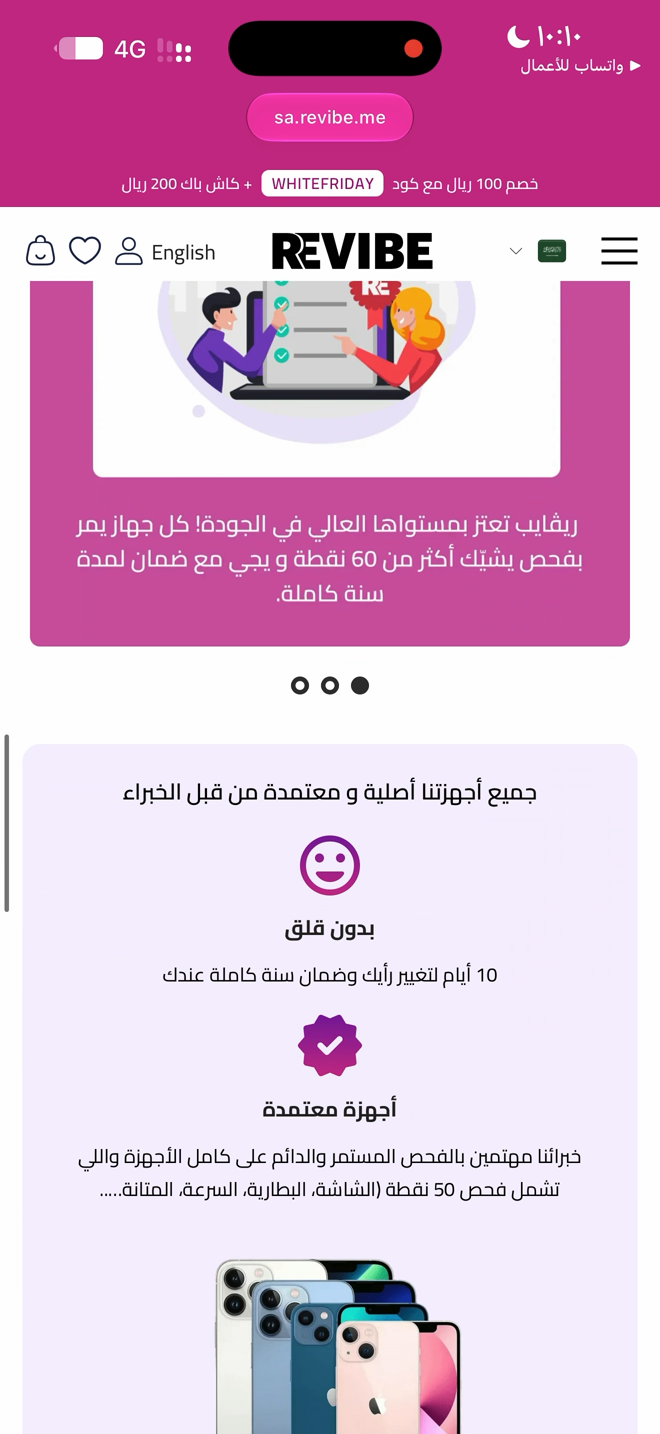 ١٠:١٠
4G
واتساب للأعمال ◀
sa.revibe.me
خصم 100 ريال مع كود WHITEFRIDAY + كاش باك 200 ريال
REVIBE
English
RE
ريڤايب تعتز بمستواها العالي في الجودة! كل جهاز يمر
بفحص يشيّك أكثر من 60 نقطة و يجي مع ضمان لمدة
سنة كاملة.
جميع أجهزتنا أصلية و معتمدة من قبل الخبراء
بدون قلق
10 أيام لتغيير رأيك وضمان سنة كاملة عندك
أجهزة معتمدة
خبرائنا مهتمين بالفحص المستمر والدائم على كامل الأجهزة واللي
تشمل فحص 50 نقطة (الشاشة، البطارية، السرعة، المتانة.....